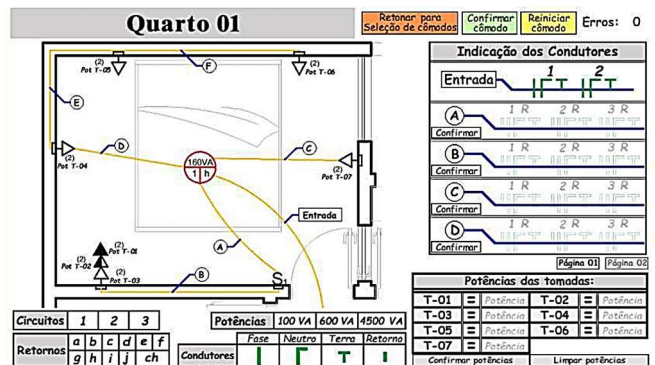 Quarto 01
Retonar para Seleção de cômodos
Confirmar cômodo
Reiniciar cômodo
Erros: 0
(2)
Pot T-05
F
(2)
Pot T-06
E
D
(2)
Pot T-04
160VA
1 h
C
(2)
Pot T-07
Entrada
A
(2)
Pot T-01
(2)
Pot T-02
(2)
Pot T-03
B
S1
Indicação dos Condutores
Entrada
1 2
A
1 R 2 R 3 R
Confirmar
B
1 R 2 R 3 R
Confirmar
C
1 R 2 R 3 R
Confirmar
D
1 R 2 R 3 R
Confirmar
Página 01 Página 02
Potências das tomadas:
T-01 = Potência T-02 = Potência
T-03 = Potência T-04 = Potência
T-05 = Potência T-06 = Potência
T-07 = Potência
Confirmar potências Limpar potências
Circuitos 1 2 3
Potências 100 VA 600 VA 4500 VA
Retornos a b c d e f
g h i j ch
Condutores Fase Neutro Terra Retorno